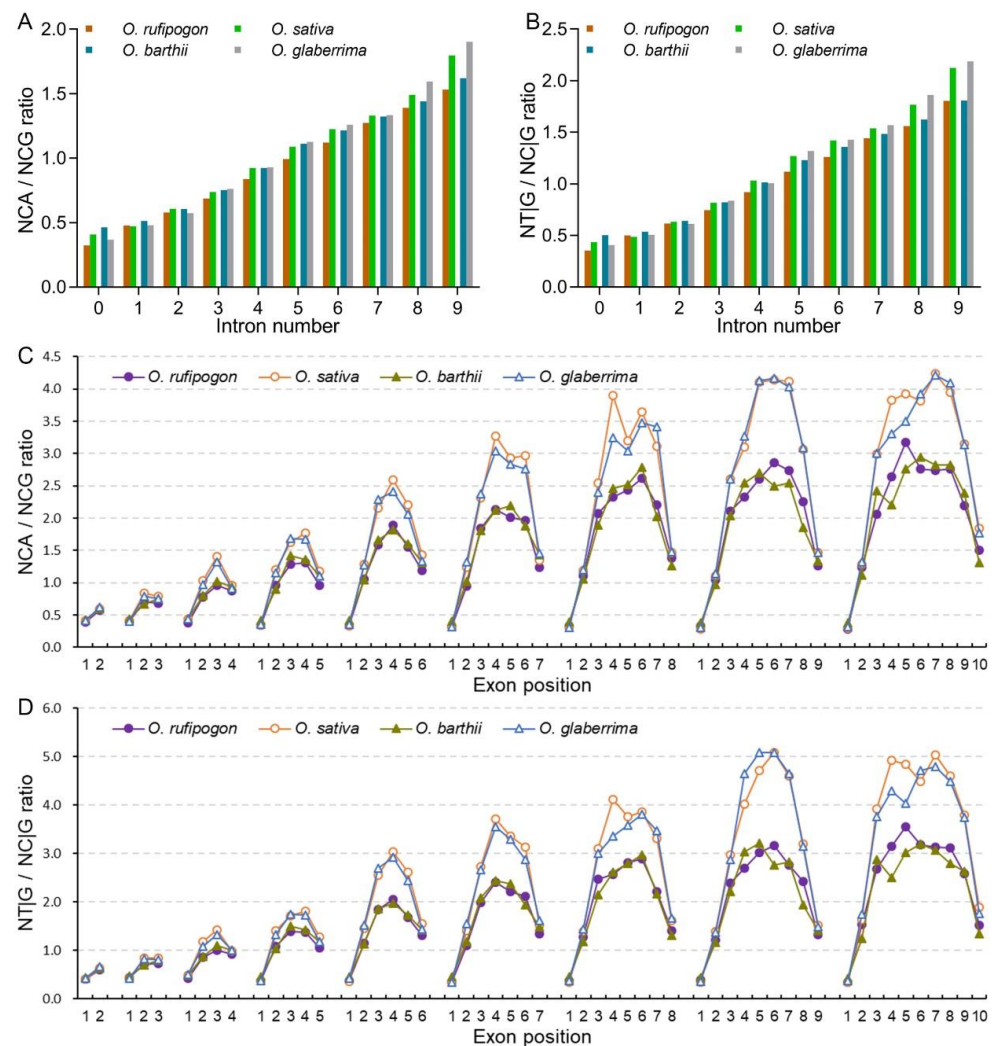 A
B
O. rufipogon O. sativa
O. barthii O. glaberrima
NCA / NCG ratio
2.0
1.5
1.0
0.5
0.0
0 1 2 3 4 5 6 7 8 9
Intron number
O. rufipogon O. sativa
O. barthii O. glaberrima
NT|G / NC|G ratio
2.5
2.0
1.5
1.0
0.5
0.0
0 1 2 3 4 5 6 7 8 9
Intron number
C
O. rufipogon O. sativa O. barthii O. glaberrima
NCA / NCG ratio
4.5
4.0
3.5
3.0
2.5
2.0
1.5
1.0
0.5
0.0
1 2 1 2 3 1 2 3 4 1 2 3 4 5 1 2 3 4 5 6 1 2 3 4 5 6 7 1 2 3 4 5 6 7 8 1 2 3 4 5 6 7 8 9 1 2 3 4 5 6 7 8 9 10
Exon position
D
O. rufipogon O. sativa O. barthii O. glaberrima
NT|G / NC|G ratio
6.0
5.0
4.0
3.0
2.0
1.0
0.0
1 2 1 2 3 1 2 3 4 1 2 3 4 5 1 2 3 4 5 6 1 2 3 4 5 6 7 1 2 3 4 5 6 7 8 1 2 3 4 5 6 7 8 9 1 2 3 4 5 6 7 8 9 10
Exon position